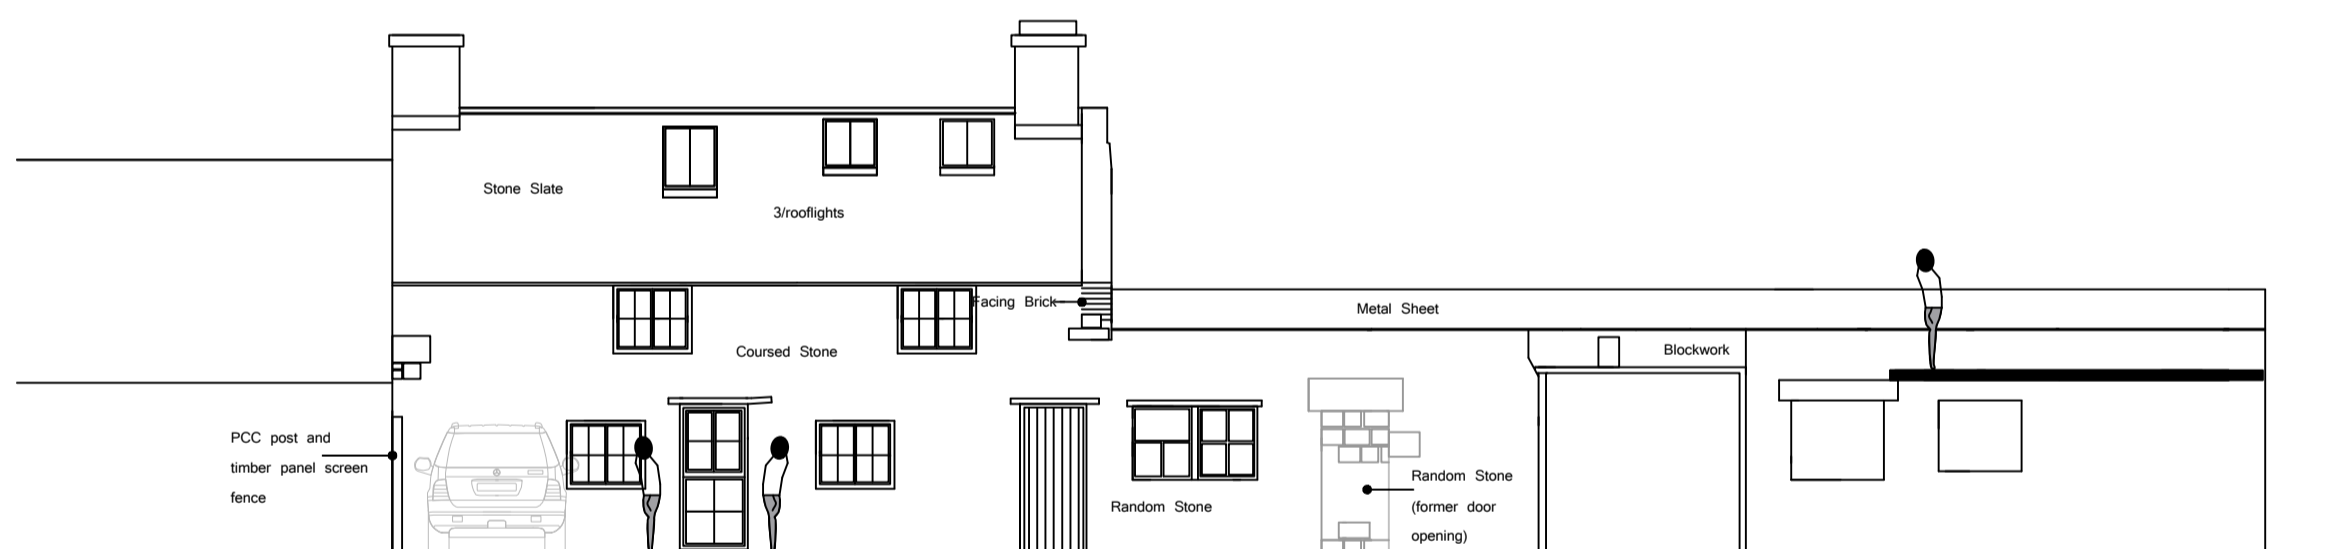 Stone Slate
3/rooflights
Facing Brick
Metal Sheet
Coursed Stone
Blockwork
PCC post and
timber panel screen
fence
Random Stone
Random Stone
(former door
opening)